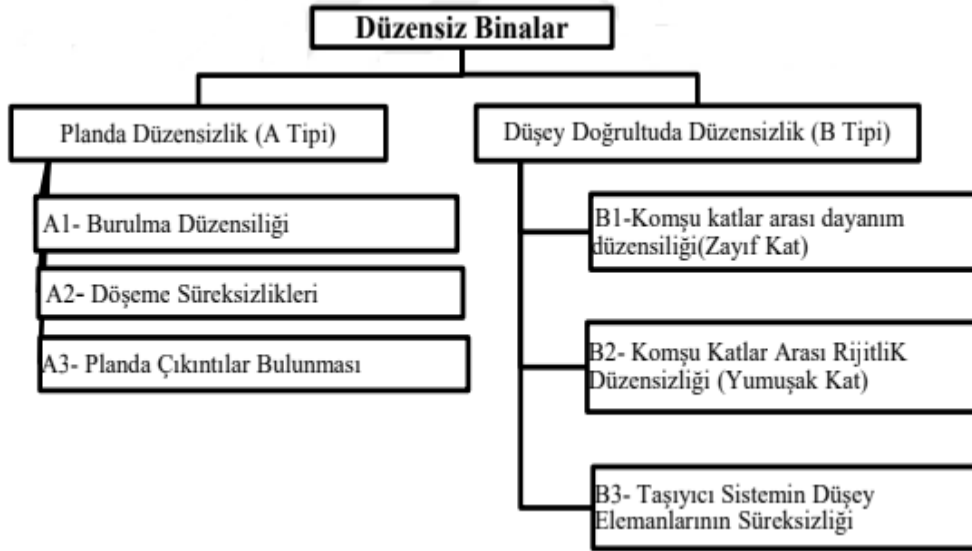 Düzensiz Binalar
Planda Düzensizlik (A Tipi)
A1- Burulma Düzensiliği
A2- Döşeme Süreksizlikleri
A3- Planda Çıkıntılar Bulunması
Düşey Doğrultuda Düzensizlik (B Tipi)
B1-Komşu katlar arası dayanım
düzensiliği(Zayıf Kat)
B2- Komşu Katlar Arası RijitliK
Düzensizliği (Yumuşak Kat)
B3- Taşıyıcı Sistemin Düşey
Elemanlarının Süreksizliği